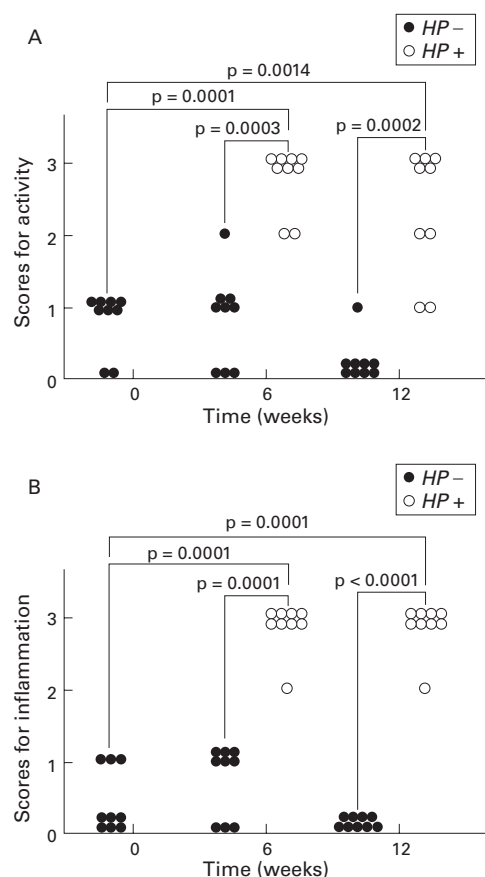 A
● HP –
○ HP +
p = 0.0014
p = 0.0001
p = 0.0003
p = 0.0002
Scores for activity
3
2
1
0
0
6
12
Time (weeks)
B
● HP –
○ HP +
p = 0.0001
p = 0.0001
p = 0.0001
p < 0.0001
Scores for inflammation
3
2
1
0
0
6
12
Time (weeks)